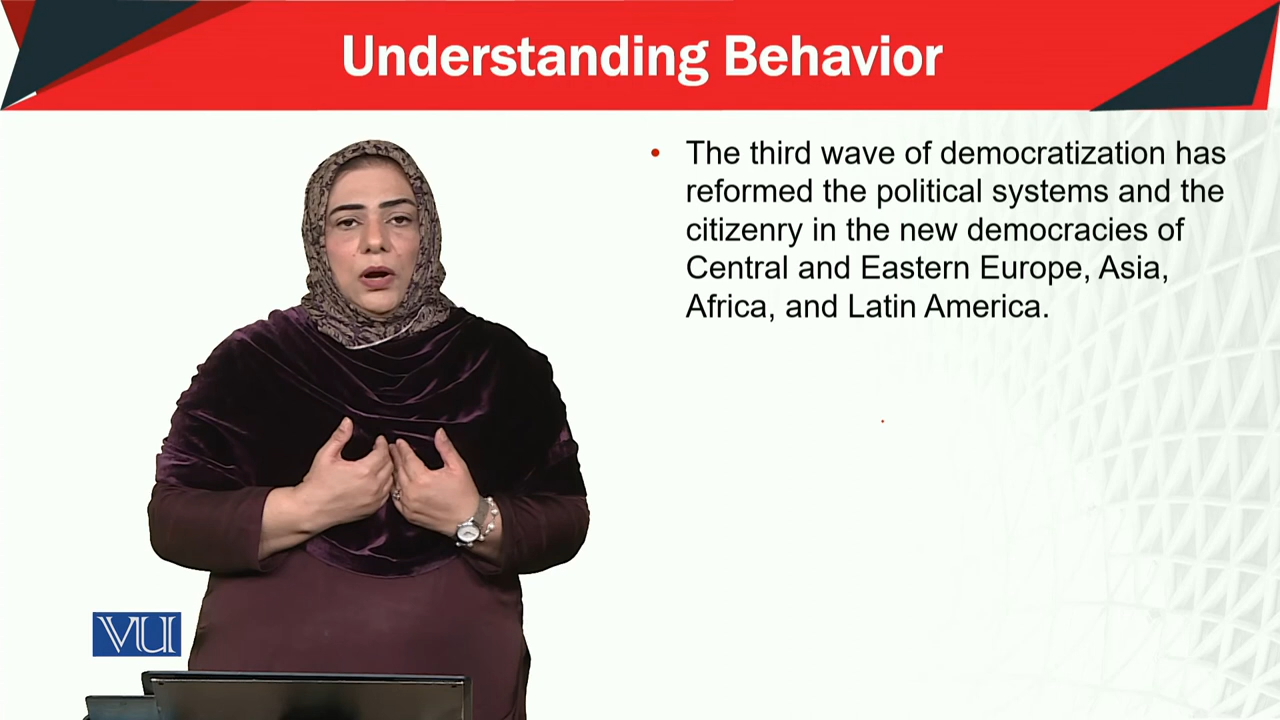 Understanding Behavior
• The third wave of democratization has
reformed the political systems and the
citizenry in the new democracies of
Central and Eastern Europe, Asia,
Africa, and Latin America.
VU